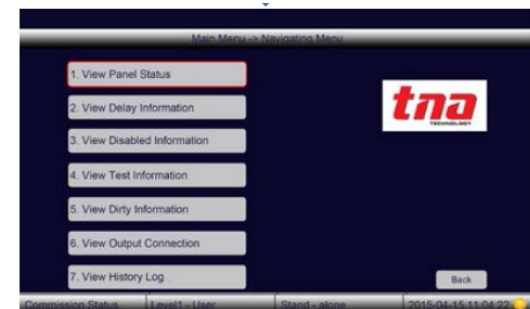 Main Menu -> Navigating Menu
1. View Panel Status
2. View Delay Information
3. View Disabled Information
4. View Test Information
5. View Dirty Information
6. View Output Connection
7. View History Log
tna
TECHNOLOGY
Back
Commission Status Level1 - User Stand - alone 2015-04-15 11:04:22